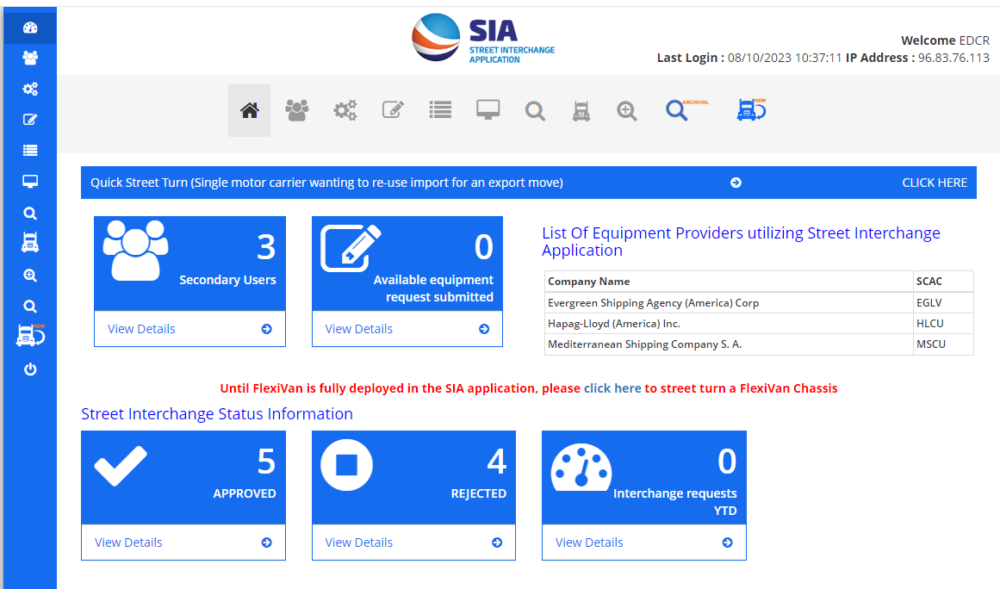 SIA
STREET INTERCHANGE
APPLICATION
Welcome EDCR
Last Login : 08/10/2023 10:37:11 IP Address : 96.83.76.113
ARCHIVAL
NEW
Quick Street Turn (Single motor carrier wanting to re-use import for an export move) CLICK HERE
3
Secondary Users
View Details
0
Available equipment
request submitted
View Details
List Of Equipment Providers utilizing Street Interchange
Application
Company Name SCAC
Evergreen Shipping Agency (America) Corp EGLV
Hapag-Lloyd (America) Inc. HLCU
Mediterranean Shipping Company S. A. MSCU
NEW
Until FlexiVan is fully deployed in the SIA application, please click here to street turn a FlexiVan Chassis
Street Interchange Status Information
5
APPROVED
View Details
4
REJECTED
View Details
0
Interchange requests
YTD
View Details